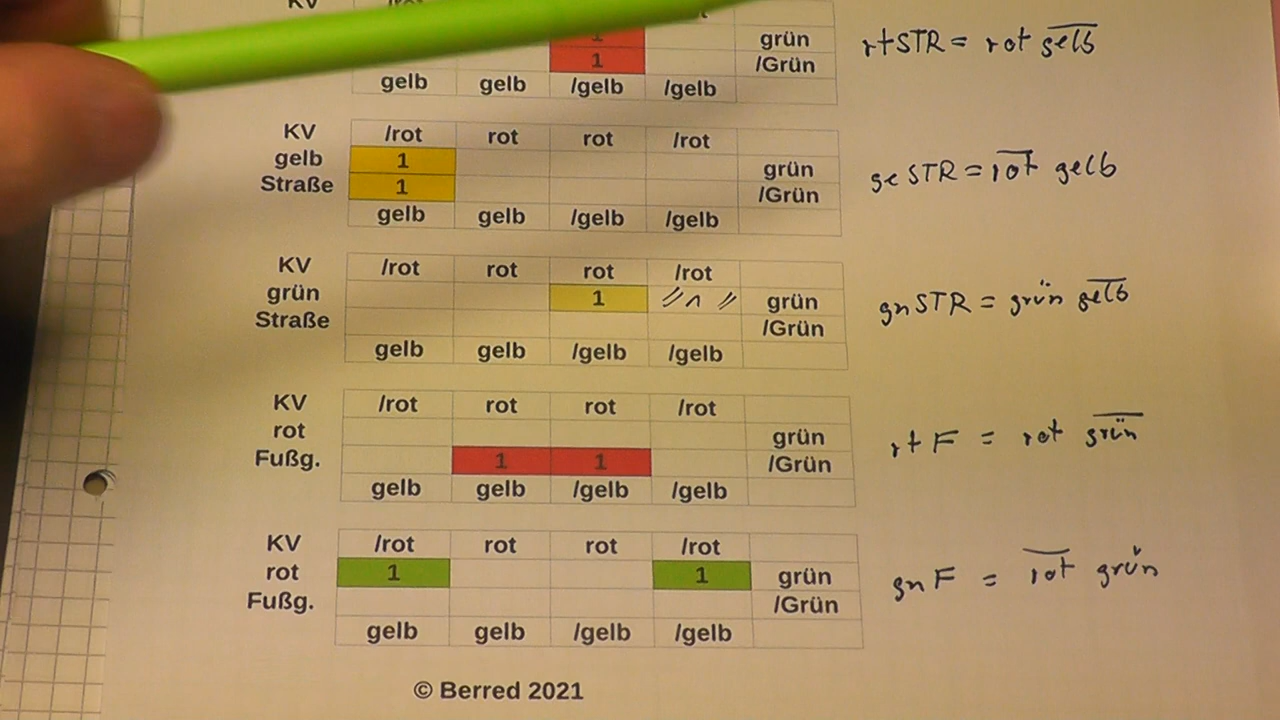 KV /rot
1 grün rtSTR = rot g̅e̅l̅b̅
1 /Grün
gelb gelb /gelb /gelb
KV /rot rot rot /rot
gelb 1 grün geSTR = r̅o̅t̅ gelb
Straße 1 /Grün
gelb gelb /gelb /gelb
KV /rot rot rot /rot
grün 1 // ^ // grün gnSTR = grün g̅e̅l̅b̅
Straße /Grün
gelb gelb /gelb /gelb
KV /rot rot rot /rot
rot grün rtF = rot g̅r̅ü̅n̅
Fußg. 1 1 /Grün
gelb gelb /gelb /gelb
KV /rot rot rot /rot
rot 1 1 grün gnF = r̅o̅t̅ grün
Fußg. /Grün
gelb gelb /gelb /gelb
© Berred 2021